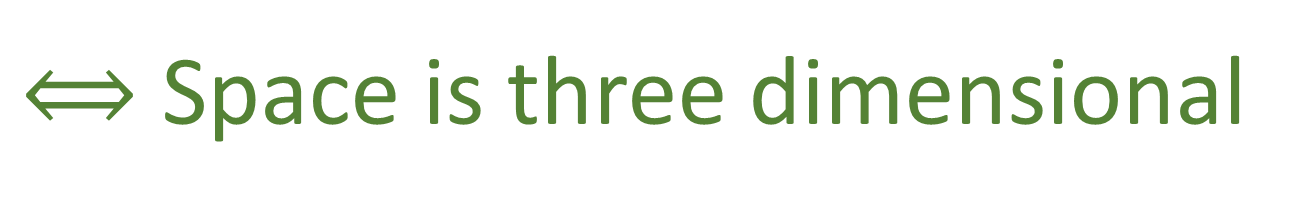 ⟺ Space is three dimensional